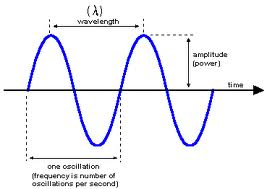 (λ)
wavelength
amplitude
(power)
time
one oscillation
(frequency is number of
oscillations per second)